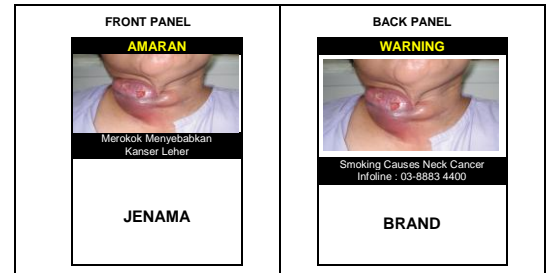 FRONT PANEL
AMARAN
Merokok Menyebabkan
Kanser Leher
JENAMA
BACK PANEL
WARNING
Smoking Causes Neck Cancer
Infoline : 03-8883 4400
BRAND